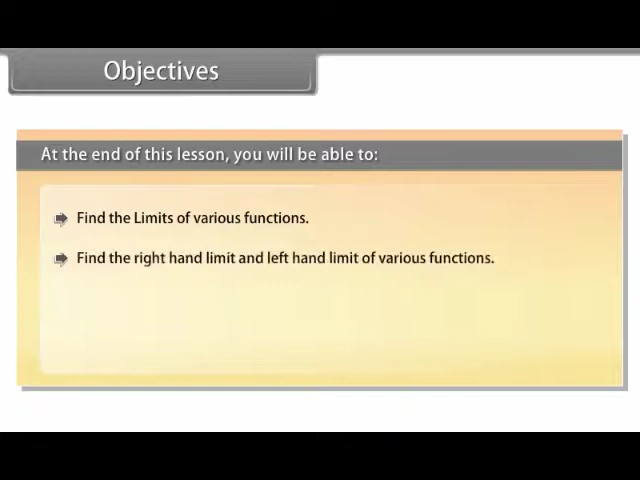 Objectives
At the end of this lesson, you will be able to:
Find the Limits of various functions.
Find the right hand limit and left hand limit of various functions.